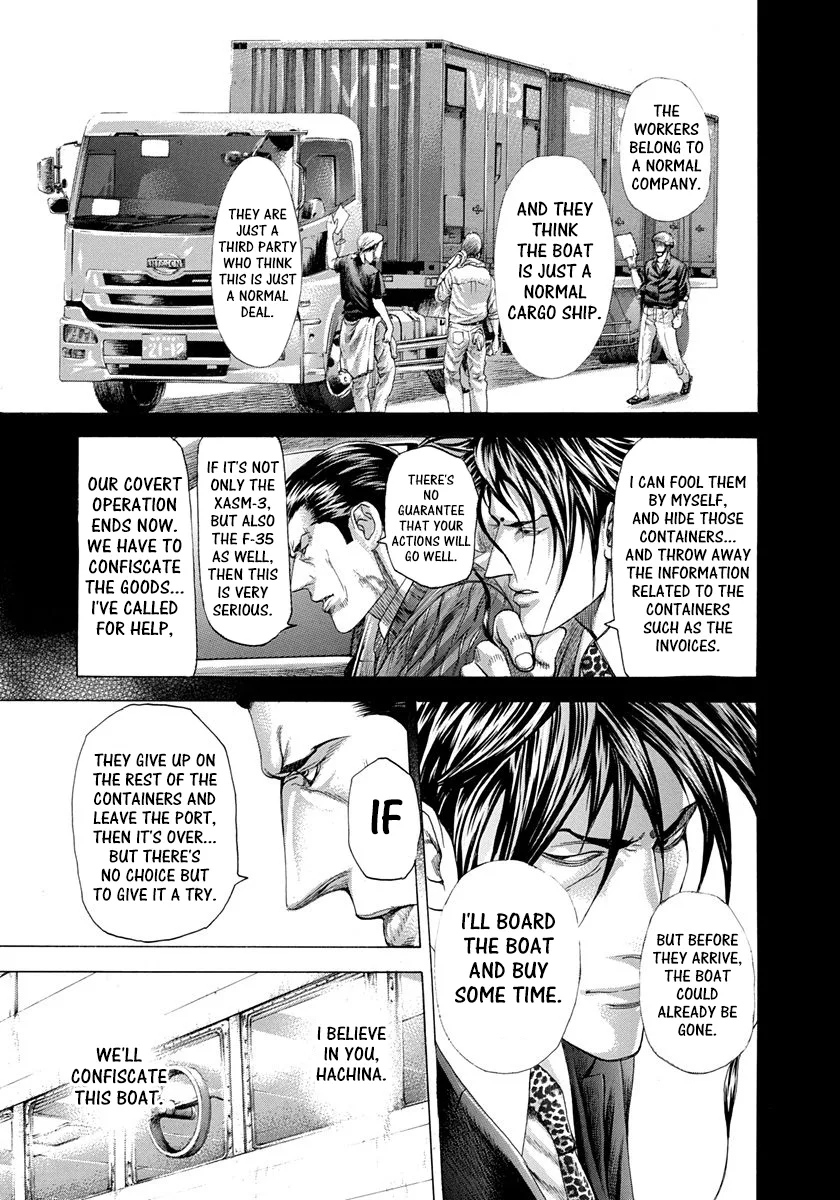 THE
WORKERS
BELONG TO
A NORMAL
COMPANY.
AND THEY
THINK
THE BOAT
IS JUST A
NORMAL
CARGO SHIP.
THEY ARE
JUST A
THIRD PARTY
WHO THINK
THIS IS JUST
A NORMAL
DEAL.
VIP
VIP
21-12
I CAN FOOL THEM
BY MYSELF,
AND HIDE THOSE
CONTAINERS...
AND THROW AWAY
THE INFORMATION
RELATED TO THE
CONTAINERS
SUCH AS THE
INVOICES.
THERE'S
NO
GUARANTEE
THAT YOUR
ACTIONS WILL
GO WELL.
IF IT'S NOT
ONLY THE
XASM-3,
BUT ALSO
THE F-35
AS WELL,
THEN THIS
IS VERY
SERIOUS.
OUR COVERT
OPERATION
ENDS NOW.
WE HAVE TO
CONFISCATE
THE GOODS...
I'VE CALLED
FOR HELP,
BUT BEFORE
THEY ARRIVE,
THE BOAT
COULD
ALREADY BE
GONE.
I'LL BOARD
THE BOAT
AND BUY
SOME TIME.
IF
THEY GIVE UP ON
THE REST OF THE
CONTAINERS AND
LEAVE THE PORT,
THEN IT'S OVER...
BUT THERE'S
NO CHOICE BUT
TO GIVE IT A TRY.
I BELIEVE
IN YOU,
HACHINA.
WE'LL
CONFISCATE
THIS BOAT.